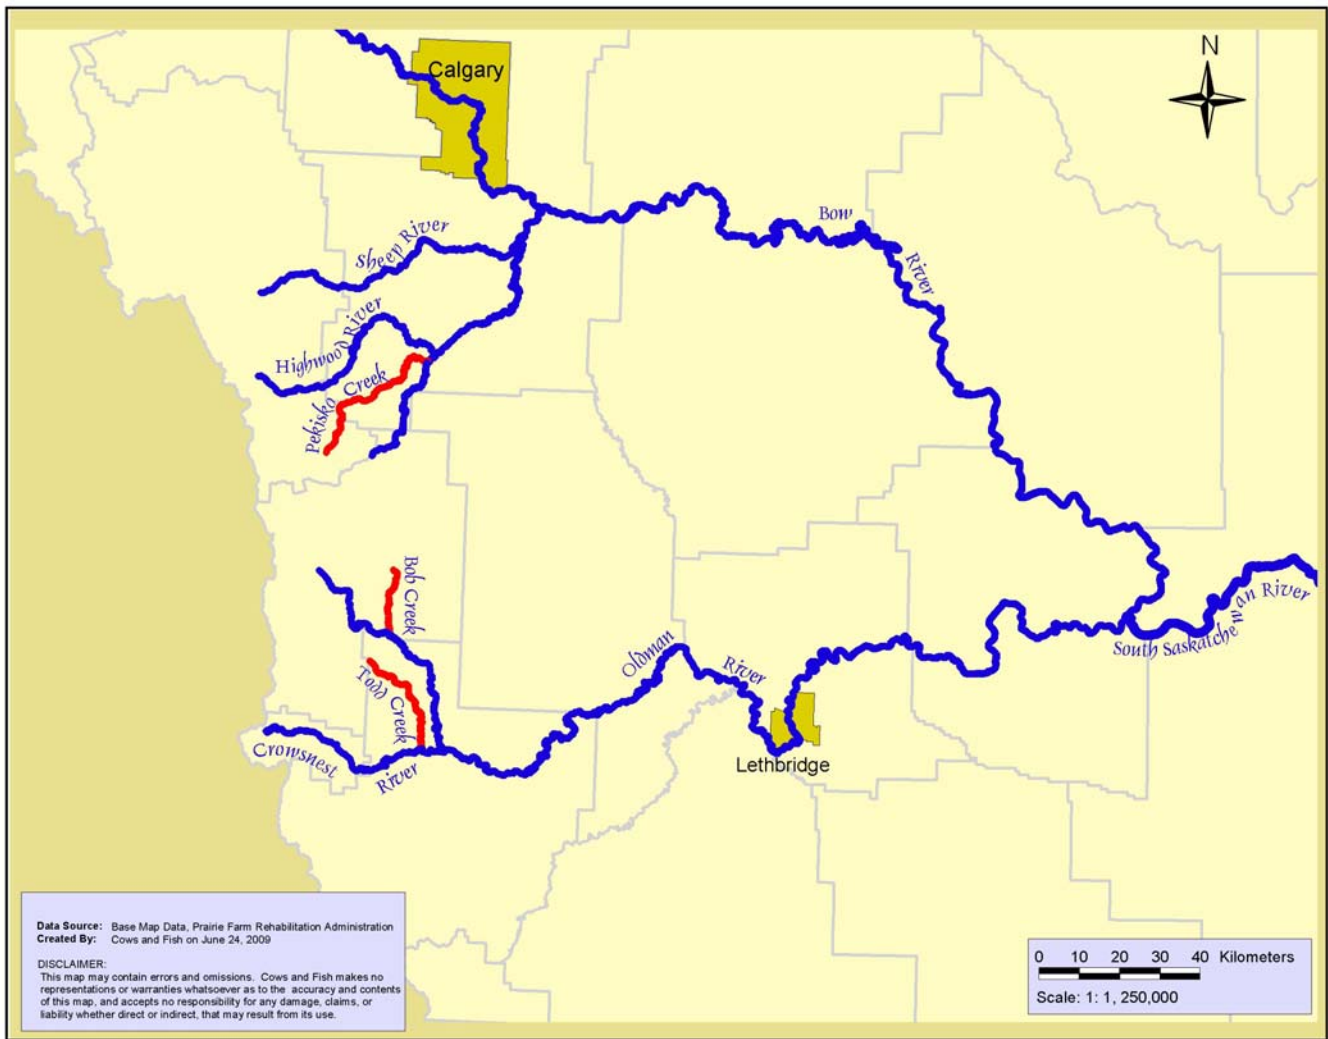 N
Calgary
Bow
River
Sheep River
Highwood River
Pekisko Creek
Bob Creek
Todd Creek
Crowsnest
River
Oldman
River
South Saskatchewan River
Lethbridge
Data Source: Base Map Data, Prairie Farm Rehabilitation Administration
Created By: Cows and Fish on June 24, 2009
DISCLAIMER:
This map may contain errors and omissions. Cows and Fish makes no
representations or warranties whatsoever as to the accuracy and contents
of this map, and accepts no responsibility for any damage, claims, or
liability whether direct or indirect, that may result from its use.
0 10 20 30 40 Kilometers
Scale: 1: 1, 250,000